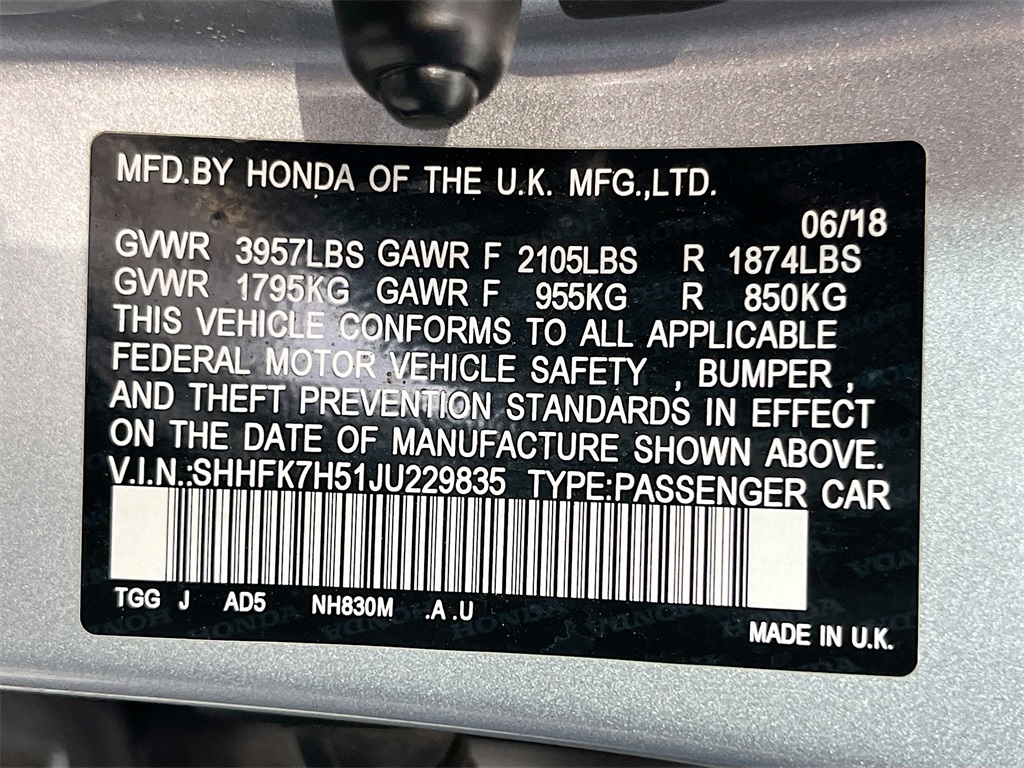 MFD.BY HONDA OF THE U.K. MFG.,LTD.
06/'18
GVWR 3957LBS GAWR F 2105LBS R 1874LBS
GVWR 1795KG GAWR F 955KG R 850KG
THIS VEHICLE CONFORMS TO ALL APPLICABLE
FEDERAL MOTOR VEHICLE SAFETY , BUMPER ,
AND THEFT PREVENTION STANDARDS IN EFFECT
ON THE DATE OF MANUFACTURE SHOWN ABOVE.
V.I.N.:SHHFK7H51JU229835 TYPE:PASSENGER CAR
TGG J AD5 NH830M .A .U
MADE IN U.K.